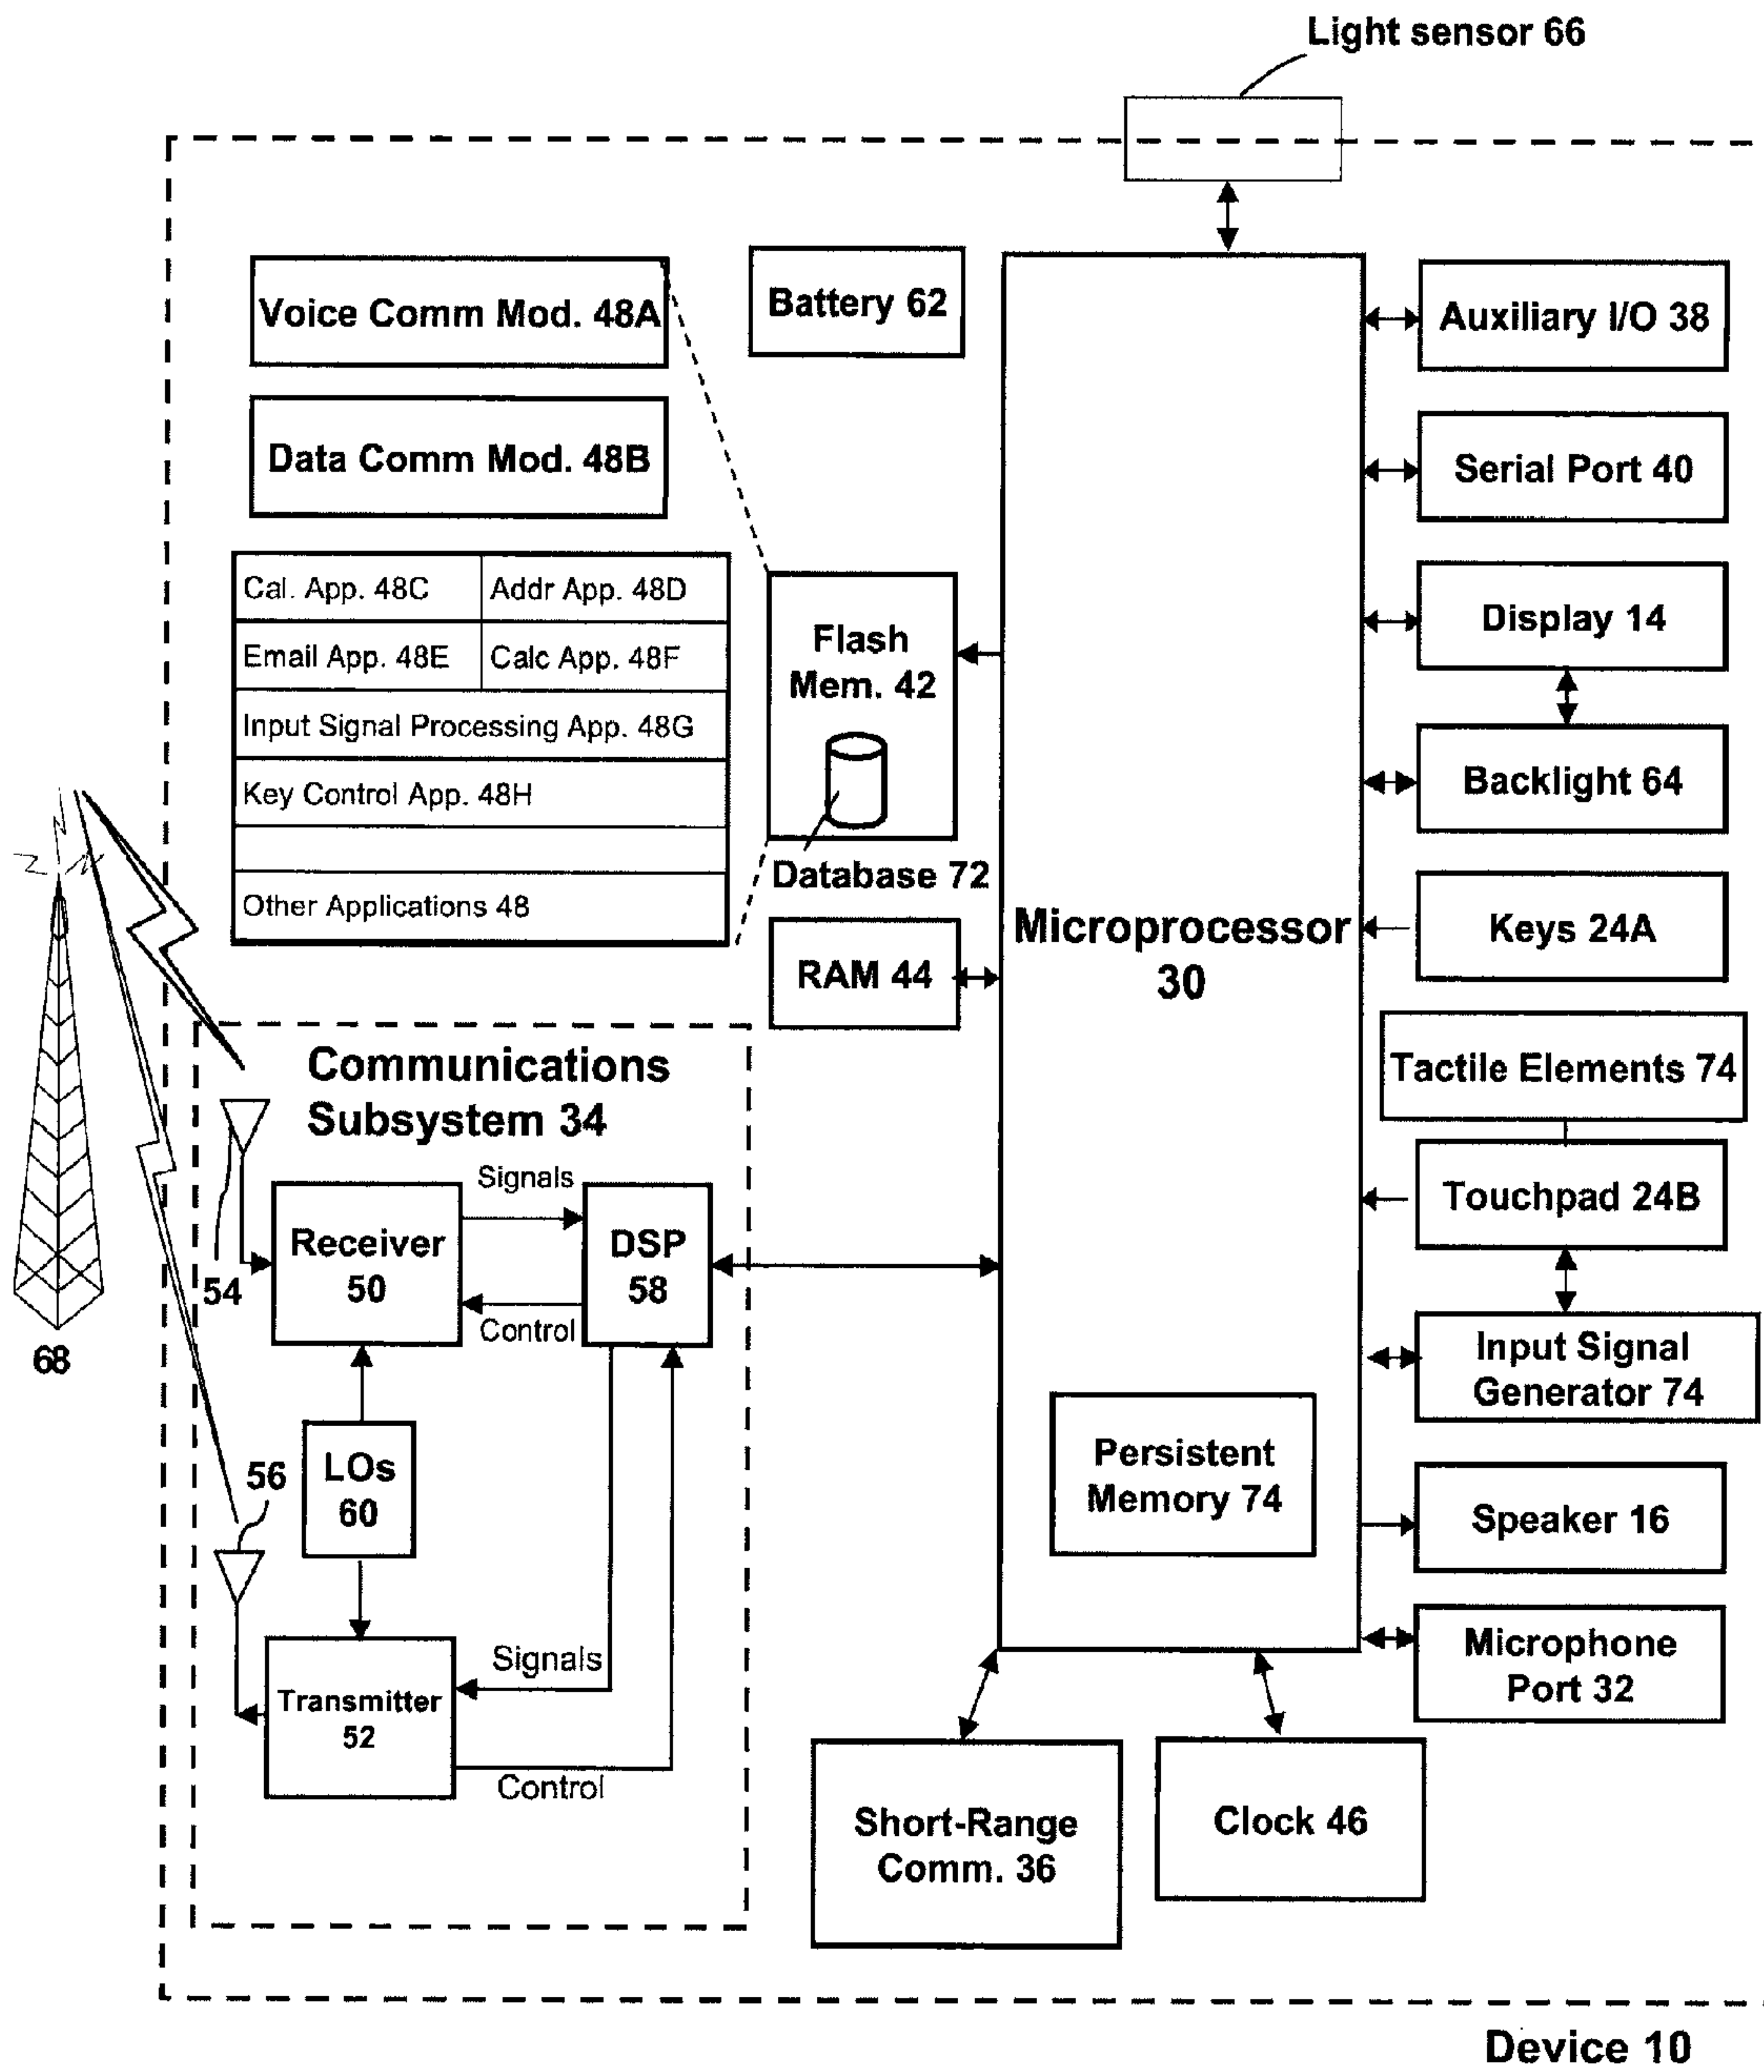 Light sensor 66
Voice Comm Mod. 48A
Battery 62
Auxiliary I/O 38
Data Comm Mod. 48B
Serial Port 40
Cal. App. 48C
Addr App. 48D
Email App. 48E
Calc App. 48F
Input Signal Processing App. 48G
Key Control App. 48H
Other Applications 48
Flash
Mem. 42
Database 72
RAM 44
Microprocessor
30
Display 14
Backlight 64
Keys 24A
Tactile Elements 74
Touchpad 24B
Input Signal
Generator 74
Persistent
Memory 74
Speaker 16
Microphone
Port 32
Communications
Subsystem 34
Signals
Receiver
50
DSP
58
Control
54
68
LOs
60
56
Signals
Transmitter
52
Control
Short-Range
Comm. 36
Clock 46
Device 10